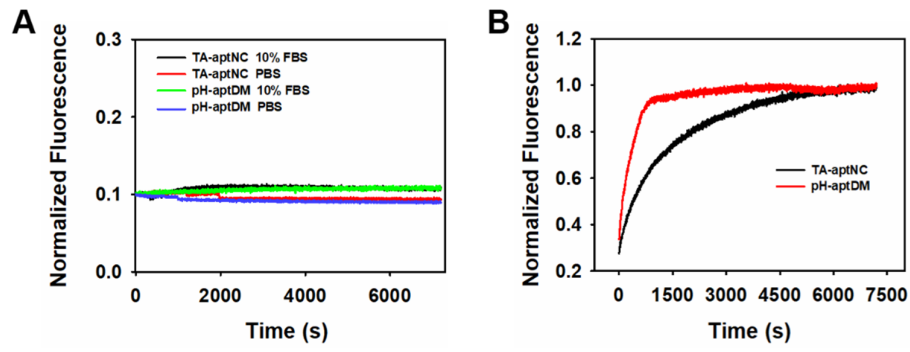 A
Normalized Fluorescence
0.3
0.2
0.1
0.0
TA-aptNC 10% FBS
TA-aptNC PBS
pH-aptDM 10% FBS
pH-aptDM PBS
0 2000 4000 6000
Time (s)
B
Normalized Fluorescence
1.2
1.0
0.8
0.6
0.4
0.2
TA-aptNC
pH-aptDM
0 1500 3000 4500 6000 7500
Time (s)